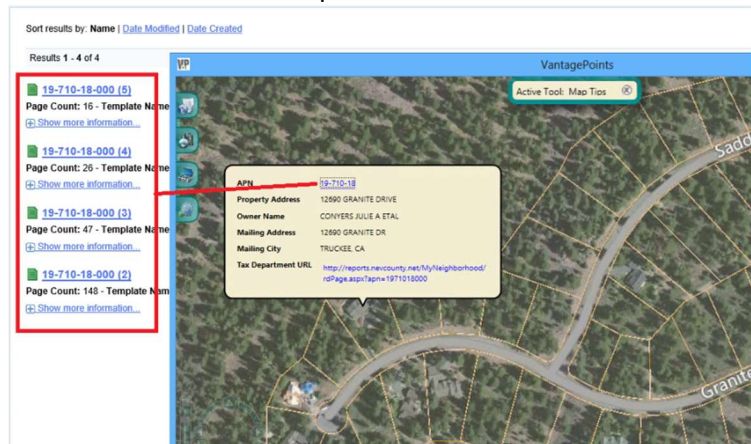 Sort results by: Name | Date Modified | Date Created
Results 1 - 4 of 4
19-710-18-000 (5)
Page Count: 16 - Template Name
Show more information...
19-710-18-000 (4)
Page Count: 26 - Template Name
Show more information...
19-710-18-000 (3)
Page Count: 47 - Template Name
Show more information...
19-710-18-000 (2)
Page Count: 148 - Template Nam
Show more information...
VP
VantagePoints
Active Tool: Map Tips
APN 19-710-18
Property Address 12690 GRANITE DRIVE
Owner Name CONYERS JULIE A ETAL
Mailing Address 12690 GRANITE DR
Mailing City TRUCKEE, CA
Tax Department URL http://reports.nevcounty.net/MyNeighborhood/
rdPage.aspx?apn=1971018000
Sadd
Granite